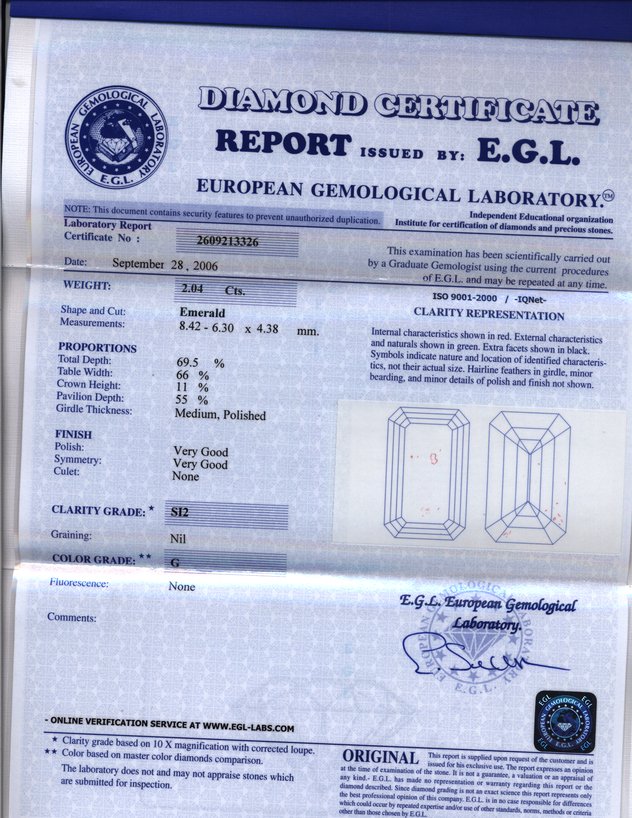 EUROPEAN GEMOLOGICAL LABORATORY
E.G.L.
DIAMOND CERTIFICATE
REPORT ISSUED BY: E.G.L.
EUROPEAN GEMOLOGICAL LABORATORY.™
NOTE: This document contains security features to prevent unauthorized duplication.
Independent Educational organization
Institute for certification of diamonds and precious stones.
Laboratory Report
Certificate No : 2609213326
Date: September 28, 2006
This examination has been scientifically carried out
by a Graduate Gemologist using the current procedures
of E.G.L. and may be repeated at any time.
ISO 9001-2000 / -IQNet-
WEIGHT: 2.04 Cts.
Shape and Cut: Emerald
Measurements: 8.42 - 6.30 x 4.38 mm.
PROPORTIONS
Total Depth: 69.5 %
Table Width: 66 %
Crown Height: 11 %
Pavilion Depth: 55 %
Girdle Thickness: Medium, Polished
CLARITY REPRESENTATION
Internal characteristics shown in red. External characteristics
and naturals shown in green. Extra facets shown in black.
Symbols indicate nature and location of identified characteris-
tics, not their actual size. Hairline feathers in girdle, minor
bearding, and minor details of polish and finish not shown.
FINISH
Polish: Very Good
Symmetry: Very Good
Culet: None
CLARITY GRADE: * SI2
Graining: Nil
COLOR GRADE: ** G
Fluorescence: None
Comments:
E.G.L. European Gemological
Laboratory.
EUROPEAN GEMOLOGICAL LABORATORY
E.G.L.
EGL EGL
EUROPEAN GEMOLOGICAL LABORATORY
E.G.L.
EGL EGL
- ONLINE VERIFICATION SERVICE AT WWW.EGL-LABS.COM
* Clarity grade based on 10 X magnification with corrected loupe.
** Color based on master color diamonds comparison.
The laboratory does not and may not appraise stones which
are submitted for inspection.
ORIGINAL This report is supplied upon request of the customer and is
issued for his exclusive use. The report expresses an opinion
at the time of examination of the stone. It is not a guarantee, a valuation or an appraisal of
any kind.- E.G.L. has made no representation or warranty regarding this report or the
diamond described. Since diamond grading is not an exact science this report represents only
the best professional opinion of this company. E.G.L. is in no case responsible for differences
which could occur by repeated expertise and/or use of other standards, norms, methods or criteria
other than those chosen by E.G.L.